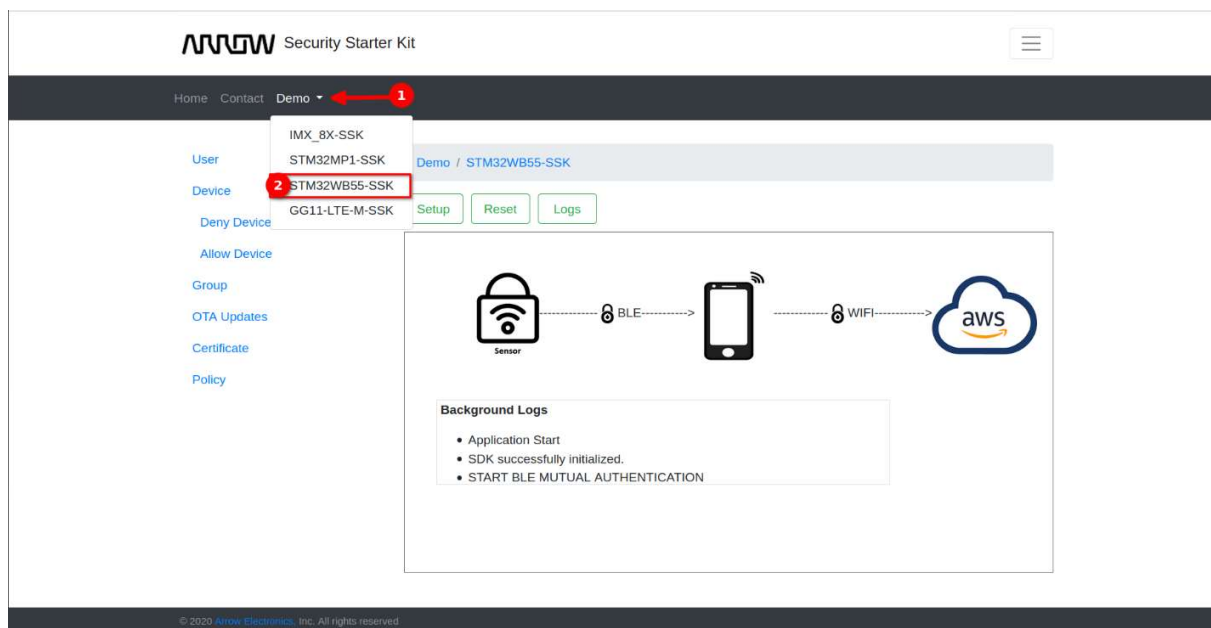 ARROW Security Starter Kit
Home Contact Demo 1
IMX_8X-SSK
STM32MP1-SSK
2 STM32WB55-SSK
GG11-LTE-M-SSK
User
Device
Deny Device
Allow Device
Group
OTA Updates
Certificate
Policy
Demo / STM32WB55-SSK
Setup Reset Logs
Sensor
------------ BLE----------> ------------ WIFI---------->
aws
Background Logs
• Application Start
• SDK successfully initialized.
• START BLE MUTUAL AUTHENTICATION
© 2020 Arrow Electronics, Inc. All rights reserved